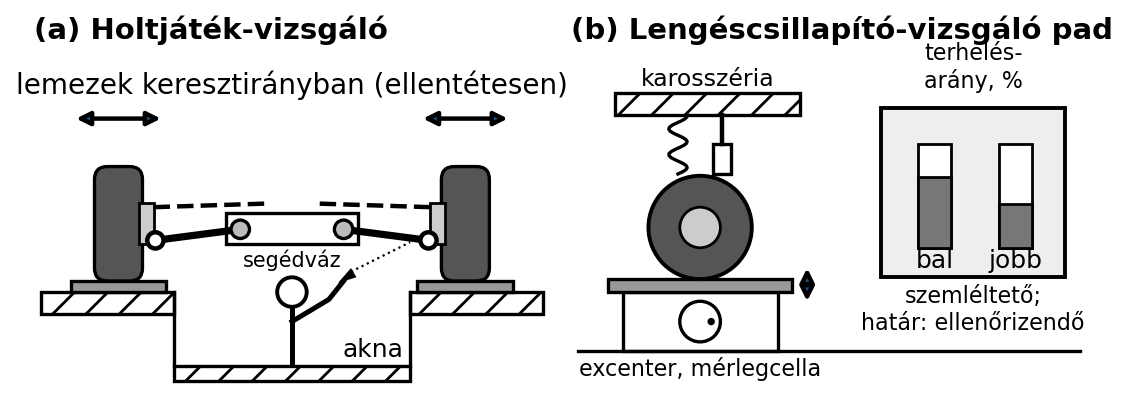 (a) Holtjáték-vizsgáló
lemezek keresztirányban (ellentétesen)
segédváz
akna
(b) Lengéscsillapító-vizsgáló pad
karosszéria
terhelés-
arány, %
bal jobb
szemléltető;
határ: ellenőrizendő
excenter, mérlegcella